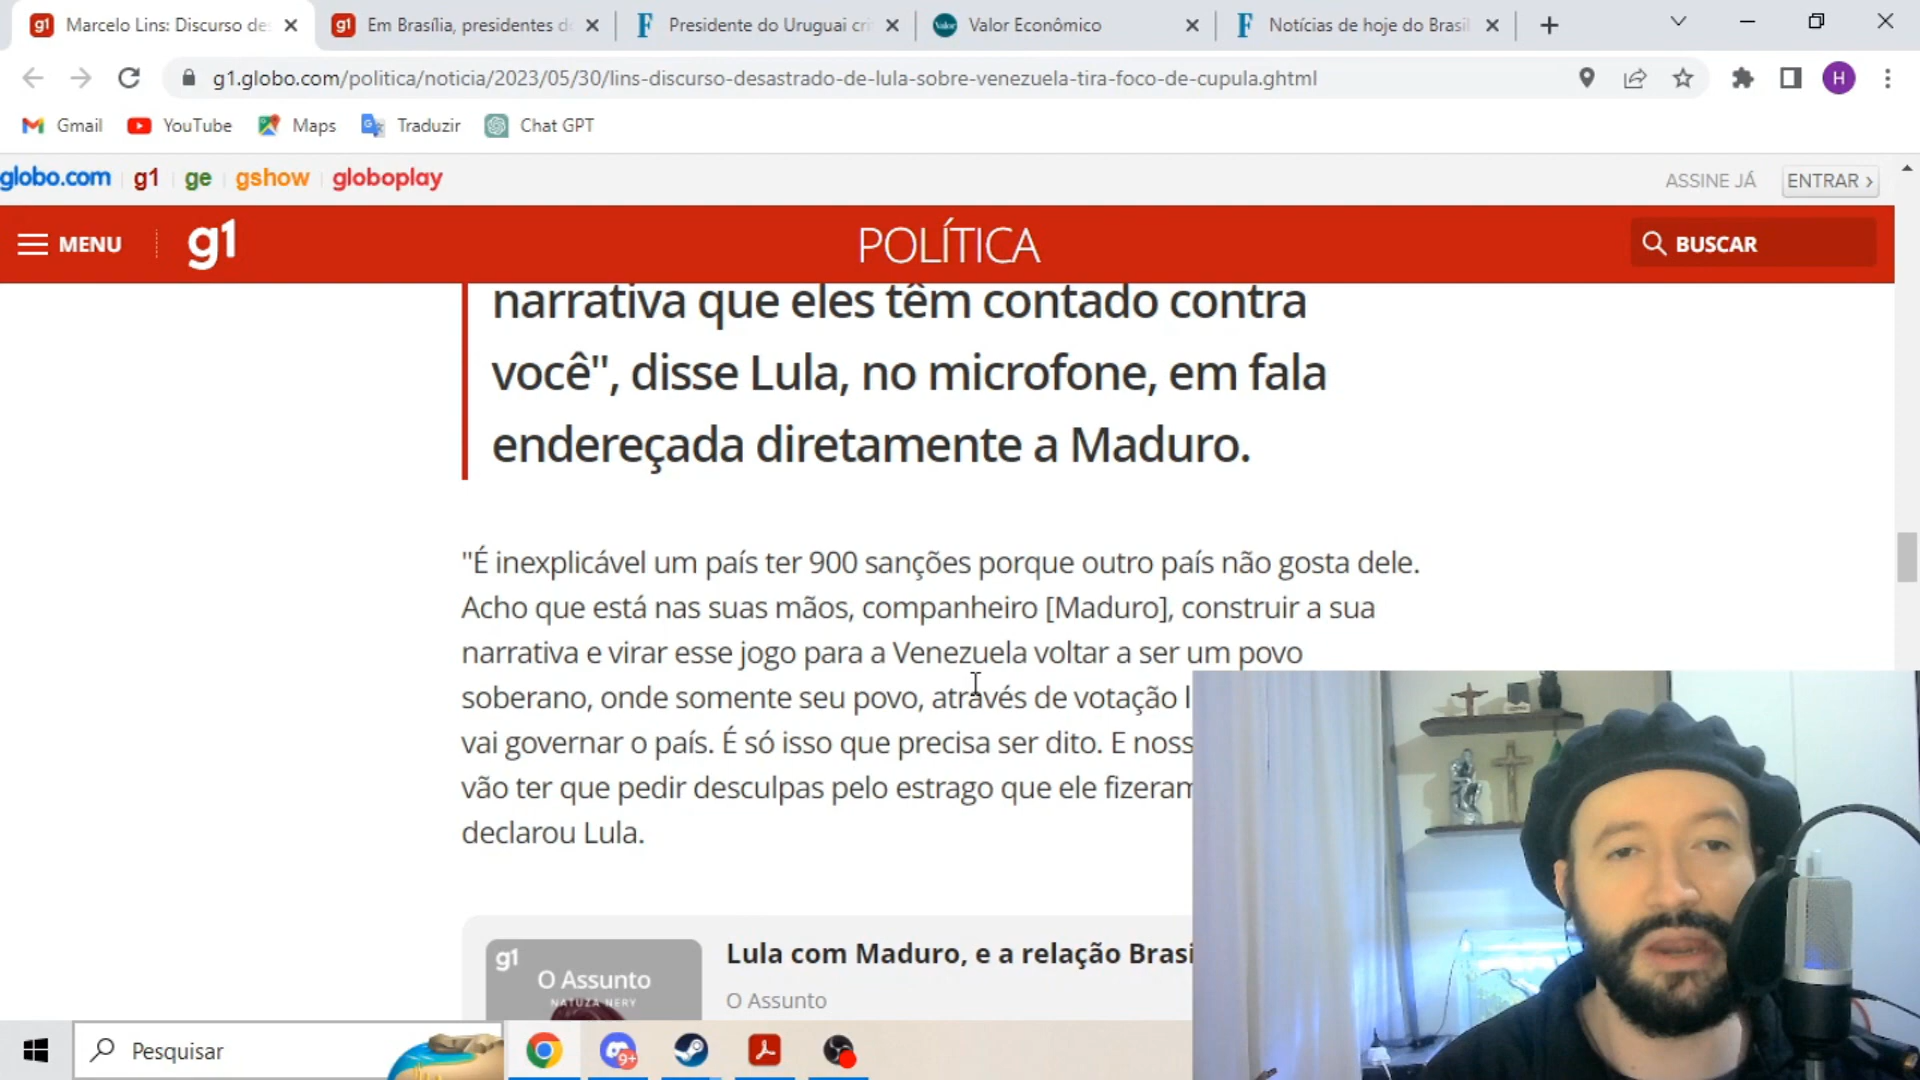 Marcelo Lins: Discurso de
Em Brasília, presidentes d
Presidente do Uruguai cri
Valor Econômico
Notícias de hoje do Brasil
g1.globo.com/politica/noticia/2023/05/30/lins-discurso-desastrado-de-lula-sobre-venezuela-tira-foco-de-cupula.ghtml
H
Gmail
YouTube
Maps
Traduzir
Chat GPT
globo.com
g1
ge
gshow
globoplay
ASSINE JÁ
ENTRAR ›
MENU
g1
POLÍTICA
BUSCAR
narrativa que eles têm contado contra
você", disse Lula, no microfone, em fala
endereçada diretamente a Maduro.
"É inexplicável um país ter 900 sanções porque outro país não gosta dele.
Acho que está nas suas mãos, companheiro [Maduro], construir a sua
narrativa e virar esse jogo para a Venezuela voltar a ser um povo
soberano, onde somente seu povo, através de votação l
vai governar o país. É só isso que precisa ser dito. E noss
vão ter que pedir desculpas pelo estrago que ele fizeram
declarou Lula.
g1
O Assunto
NATUZA NERY
Lula com Maduro, e a relação Brasi
O Assunto
Pesquisar
9+